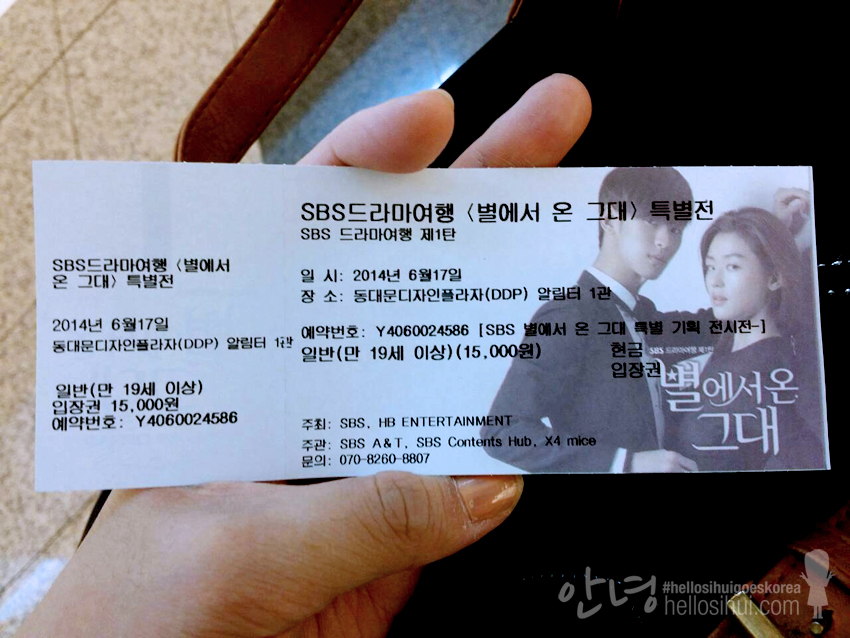 SBS드라마여행 〈별에서
온 그대〉 특별전
2014년 6월17일
동대문디자인플라자(DDP) 알림터 1관
일반(만 19세 이상)
입장권 15,000원
예약번호: Y4060024586
SBS드라마여행 〈별에서 온 그대〉 특별전
SBS 드라마여행 제1탄
일 시: 2014년 6월17일
장 소: 동대문디자인플라자(DDP) 알림터 1관
예약번호: Y4060024586 [SBS 별에서 온 그대 특별 기획 전시전-]
일반(만 19세 이상)(15,000원) 현금
입장권
주최: SBS, HB ENTERTAINMENT
주관: SBS A&T, SBS Contents Hub, X4 mice
문의: 070-8260-8807
SBS 드라마여행 제1탄
별에서 온
그대
안녕
#hellosihuigoeskorea
hellosihui.com